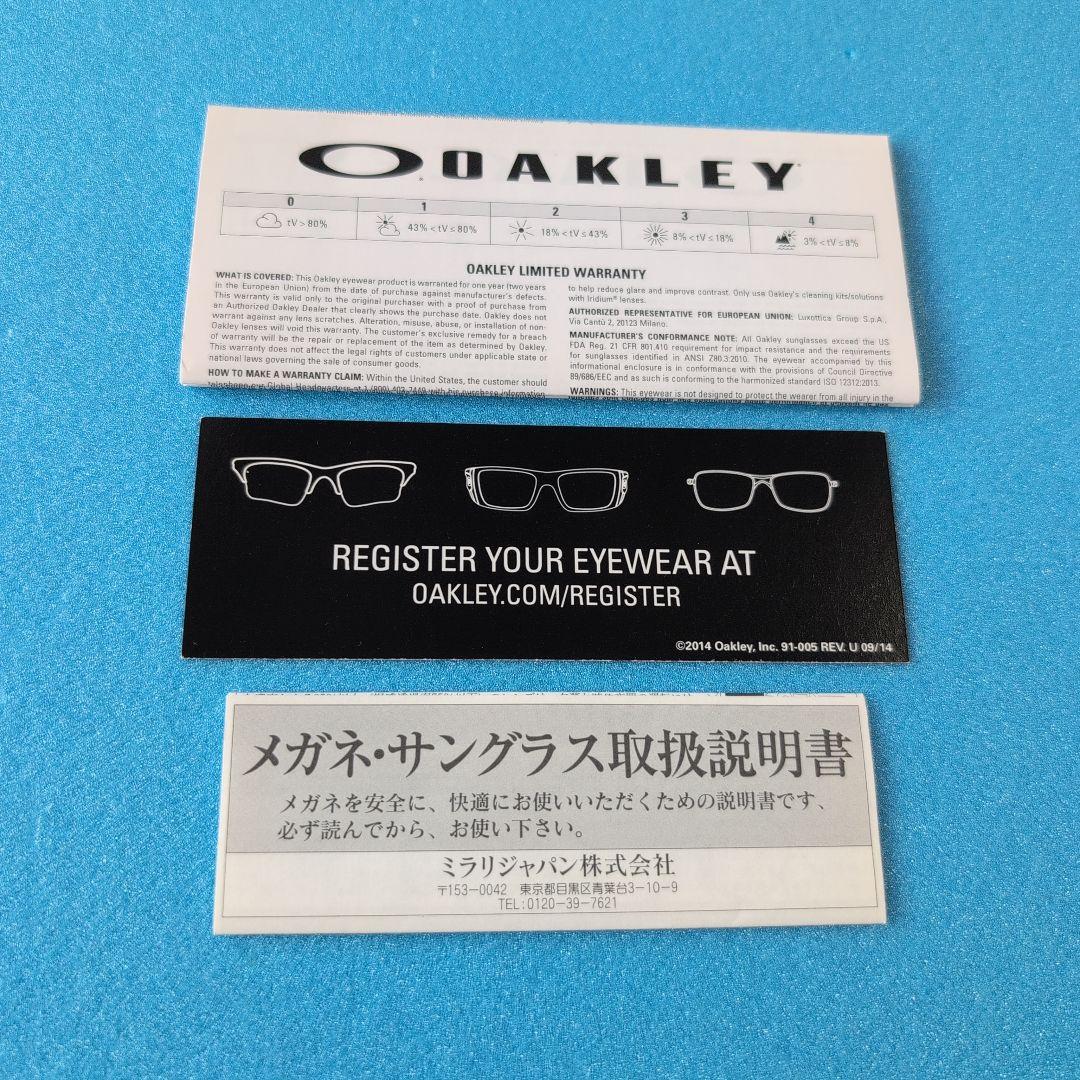 OAKLEY
0 1 2 3 4
tV > 80% 43% < tV ≤ 80% 18% < tV ≤ 43% 8% < tV ≤ 18% 3% < tV ≤ 8%
OAKLEY LIMITED WARRANTY
WHAT IS COVERED: This Oakley eyewear product is warranted for one year (two years
in the European Union) from the date of purchase against manufacturer's defects.
This warranty is valid only to the original purchaser with a proof of purchase from
an Authorized Oakley Dealer that clearly shows the purchase date. Oakley does not
warrant against any lens scratches. Alteration, misuse, abuse, or installation of non-
Oakley lenses will void this warranty. The customer's exclusive remedy for a breach
of warranty will be the repair or replacement of the item as determined by Oakley.
This warranty does not affect the legal rights of customers under applicable state or
national laws governing the sale of consumer goods.
HOW TO MAKE A WARRANTY CLAIM: Within the United States, the customer should
telephone our Global Headquarters at 1 (800) 403-7449 with his purchase information
to help reduce glare and improve contrast. Only use Oakley's cleaning kits/solutions
with Iridium® lenses.
AUTHORIZED REPRESENTATIVE FOR EUROPEAN UNION: Luxottica Group S.p.A.,
Via Cantù 2, 20123 Milano.
MANUFACTURER'S CONFORMANCE NOTE: All Oakley sunglasses exceed the US
FDA Reg. 21 CFR 801.410 requirement for impact resistance and the requirements
for sunglasses identified in ANSI Z80.3:2010. The eyewear accompanied by this
informational enclosure is in conformance with the provisions of Council Directive
89/686/EEC and as such is conforming to the harmonized standard ISO 12312:2013.
WARNINGS: This eyewear is not designed to protect the wearer from all injury in the
REGISTER YOUR EYEWEAR AT
OAKLEY.COM/REGISTER
©2014 Oakley, Inc. 91-005 REV. U 09/14
メガネ・サングラス取扱説明書
メガネを安全に、快適にお使いいただくための説明書です、
必ず読んでから、お使い下さい。
ミラリジャパン株式会社
〒153-0042 東京都目黒区青葉台3-10-9
TEL:0120-39-7621